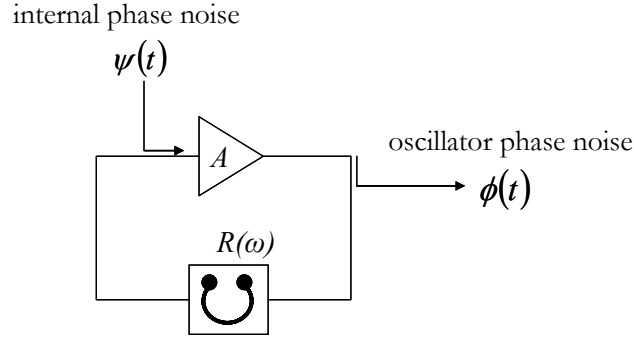 internal phase noise
ψ(t)
A
oscillator phase noise
ϕ(t)
R(ω)